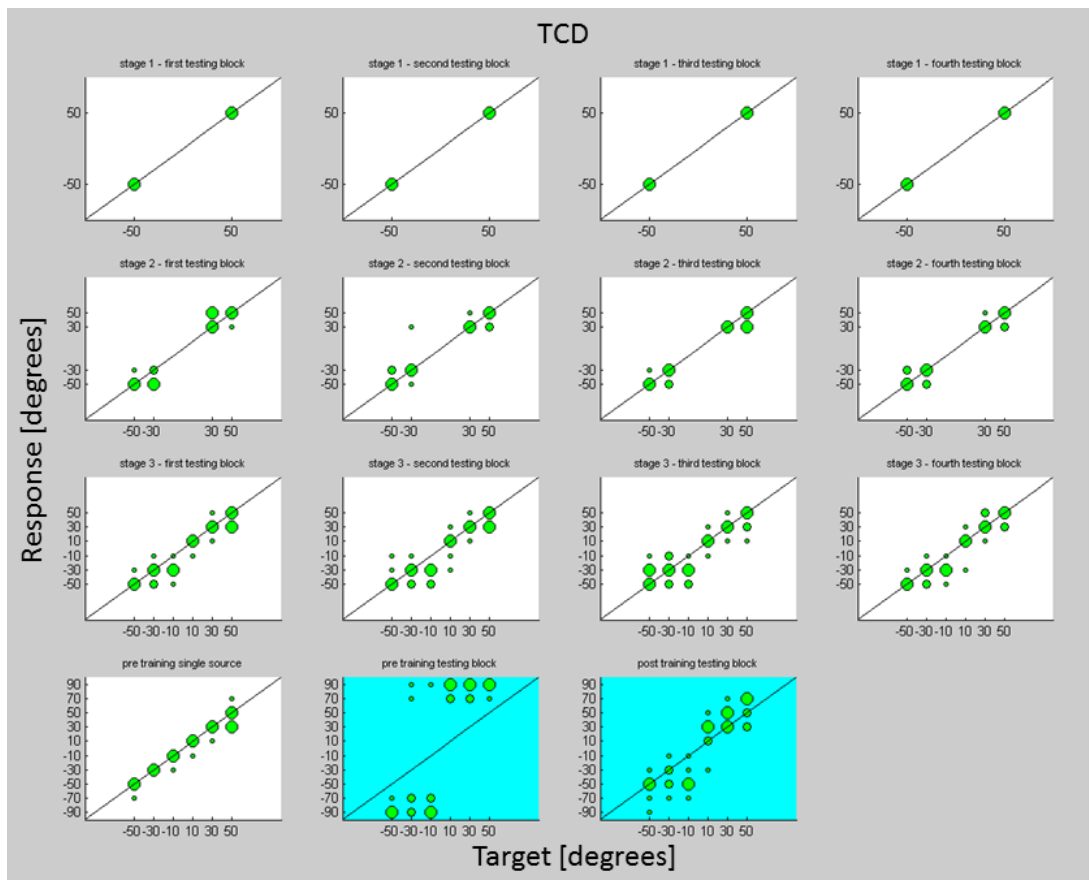 TCD
stage 1 - first testing block
stage 1 - second testing block
stage 1 - third testing block
stage 1 - fourth testing block
50
-50
-50 50
50
-50
-50 50
50
-50
-50 50
50
-50
-50 50
stage 2 - first testing block
stage 2 - second testing block
stage 2 - third testing block
stage 2 - fourth testing block
50
30
-30
-50
-50 -30 30 50
50
30
-30
-50
-50 -30 30 50
50
30
-30
-50
-50 -30 30 50
50
30
-30
-50
-50 -30 30 50
Response [degrees]
stage 3 - first testing block
stage 3 - second testing block
stage 3 - third testing block
stage 3 - fourth testing block
50
30
10
-10
-30
-50
-50 -30 -10 10 30 50
50
30
10
-10
-30
-50
-50 -30 -10 10 30 50
50
30
10
-10
-30
-50
-50 -30 -10 10 30 50
50
30
10
-10
-30
-50
-50 -30 -10 10 30 50
pre training single source
pre training testing block
post training testing block
90
70
50
30
10
-10
-30
-50
-70
-90
-50 -30 -10 10 30 50
90
70
50
30
10
-10
-30
-50
-70
-90
-50 -30 -10 10 30 50
90
70
50
30
10
-10
-30
-50
-70
-90
-50 -30 -10 10 30 50
Target [degrees]